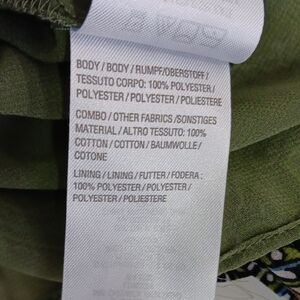 BODY / BODY / RUMPF/OBERSTOFF /
TESSUTO CORPO: 100% POLYESTER /
POLYESTER / POLYESTER / POLIESTERE
COMBO / OTHER FABRICS /SONSTIGES
MATERIAL / ALTRO TESSUTO: 100%
COTTON / COTTON / BAUMWOLLE /
COTONE
LINING / LINING / FUTTER / FODERA :
100% POLYESTER / POLYESTER /
POLYESTER / POLIESTERE